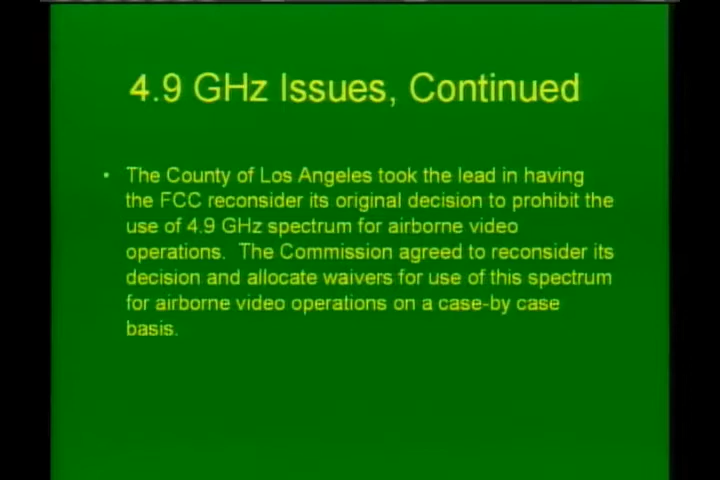 4.9 GHz Issues, Continued
• The County of Los Angeles took the lead in having
the FCC reconsider its original decision to prohibit the
use of 4.9 GHz spectrum for airborne video
operations.  The Commission agreed to reconsider its
decision and allocate waivers for use of this spectrum
for airborne video operations on a case-by case
basis.